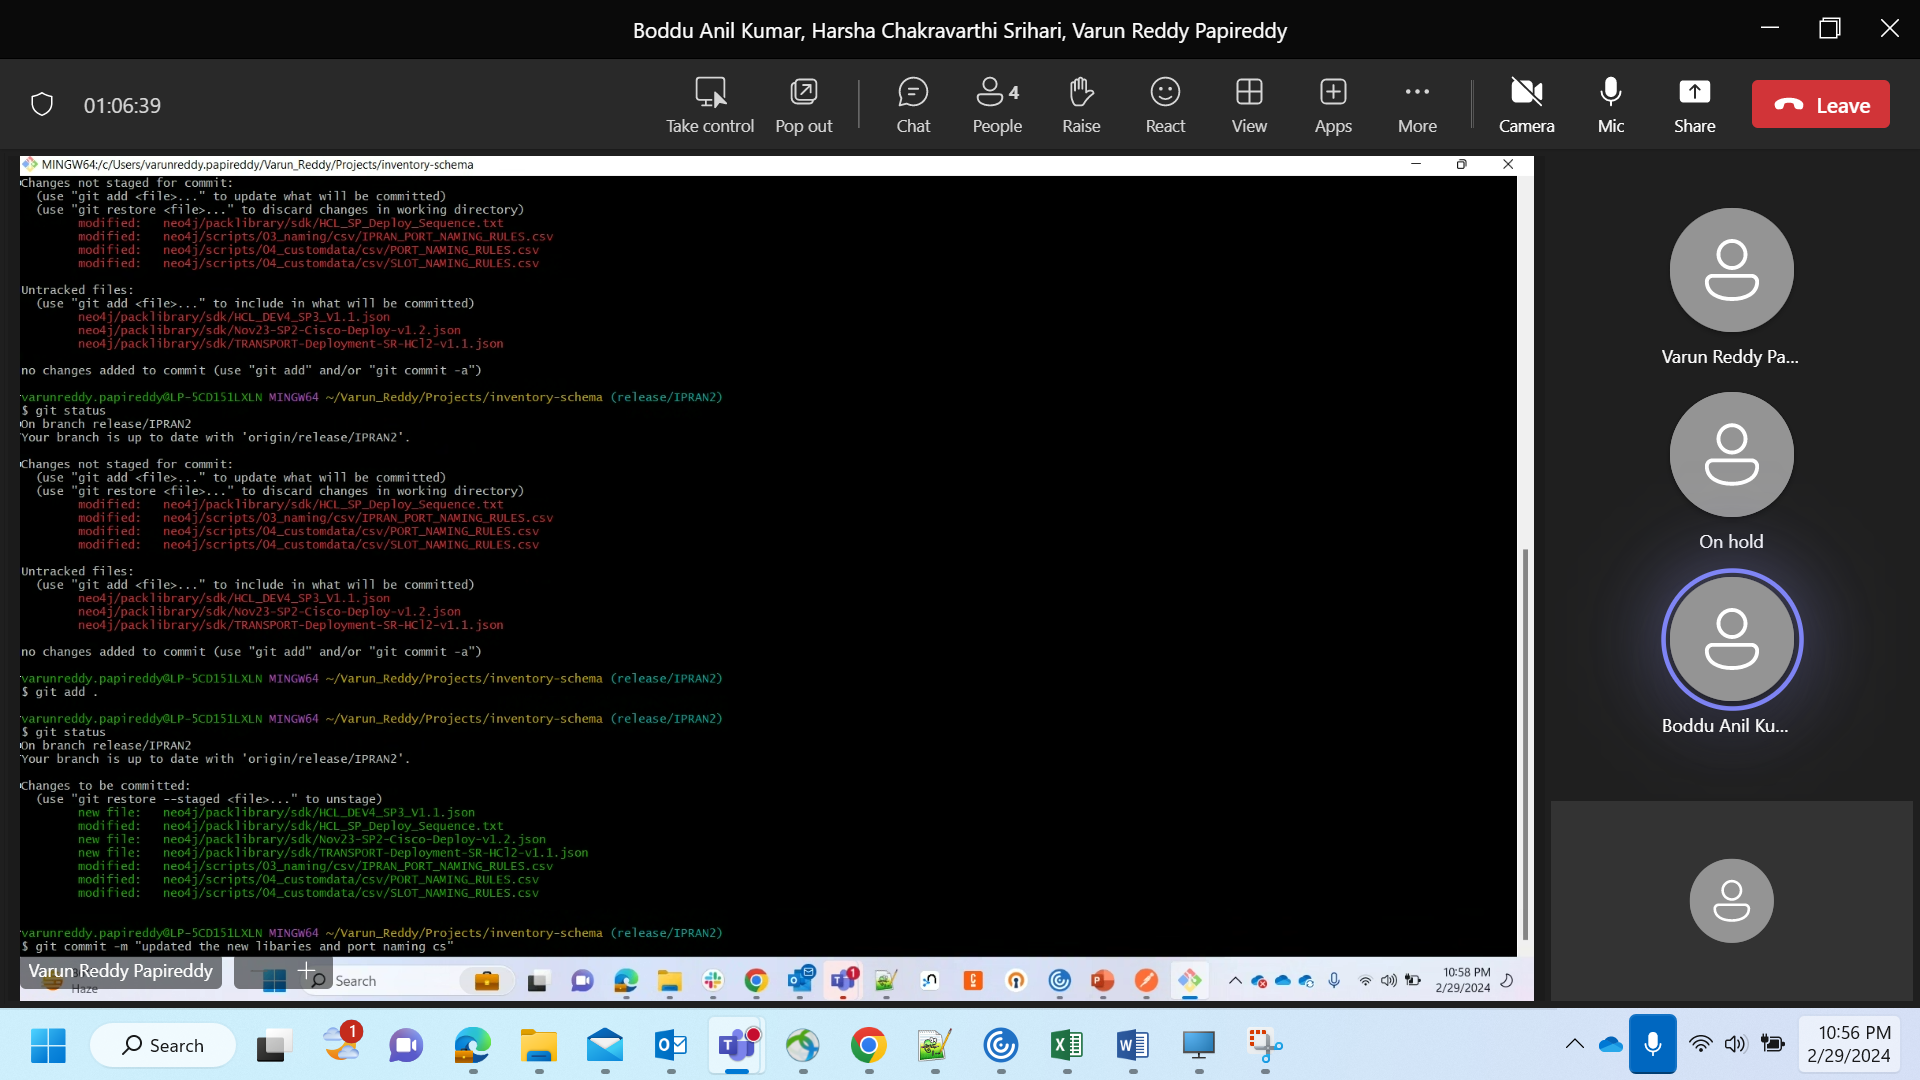 Boddu Anil Kumar, Harsha Chakravarthi Srihari, Varun Reddy Papireddy
01:06:39
Take control
Pop out
Chat
4
People
Raise
React
View
Apps
More
Camera
Mic
Share
Leave
MINGW64:/c/Users/varunreddy.papireddy/Varun_Reddy/Projects/inventory-schema
Changes not staged for commit:
(use "git add <file>..." to update what will be committed)
(use "git restore <file>..." to discard changes in working directory)
modified: neo4j/packlibrary/sdk/HCL_SP_Deploy_Sequence.txt
modified: neo4j/scripts/03_naming/csv/IPRAN_PORT_NAMING_RULES.csv
modified: neo4j/scripts/04_customdata/csv/PORT_NAMING_RULES.csv
modified: neo4j/scripts/04_customdata/csv/SLOT_NAMING_RULES.csv
Untracked files:
(use "git add <file>..." to include in what will be committed)
neo4j/packlibrary/sdk/HCL_DEV4_SP3_V1.1.json
neo4j/packlibrary/sdk/Nov23-SP2-Cisco-Deploy-v1.2.json
neo4j/packlibrary/sdk/TRANSPORT-Deployment-SR-HCl2-v1.1.json
no changes added to commit (use "git add" and/or "git commit -a")
varunreddy.papireddy@LP-5CD151LXLN MINGW64 ~/Varun_Reddy/Projects/inventory-schema (release/IPRAN2)
$ git status
On branch release/IPRAN2
Your branch is up to date with 'origin/release/IPRAN2'.
Changes not staged for commit:
(use "git add <file>..." to update what will be committed)
(use "git restore <file>..." to discard changes in working directory)
modified: neo4j/packlibrary/sdk/HCL_SP_Deploy_Sequence.txt
modified: neo4j/scripts/03_naming/csv/IPRAN_PORT_NAMING_RULES.csv
modified: neo4j/scripts/04_customdata/csv/PORT_NAMING_RULES.csv
modified: neo4j/scripts/04_customdata/csv/SLOT_NAMING_RULES.csv
Untracked files:
(use "git add <file>..." to include in what will be committed)
neo4j/packlibrary/sdk/HCL_DEV4_SP3_V1.1.json
neo4j/packlibrary/sdk/Nov23-SP2-Cisco-Deploy-v1.2.json
neo4j/packlibrary/sdk/TRANSPORT-Deployment-SR-HCl2-v1.1.json
no changes added to commit (use "git add" and/or "git commit -a")
varunreddy.papireddy@LP-5CD151LXLN MINGW64 ~/Varun_Reddy/Projects/inventory-schema (release/IPRAN2)
$ git add .
varunreddy.papireddy@LP-5CD151LXLN MINGW64 ~/Varun_Reddy/Projects/inventory-schema (release/IPRAN2)
$ git status
On branch release/IPRAN2
Your branch is up to date with 'origin/release/IPRAN2'.
Changes to be committed:
(use "git restore --staged <file>..." to unstage)
new file: neo4j/packlibrary/sdk/HCL_DEV4_SP3_V1.1.json
modified: neo4j/packlibrary/sdk/HCL_SP_Deploy_Sequence.txt
new file: neo4j/packlibrary/sdk/Nov23-SP2-Cisco-Deploy-v1.2.json
new file: neo4j/packlibrary/sdk/TRANSPORT-Deployment-SR-HCl2-v1.1.json
modified: neo4j/scripts/03_naming/csv/IPRAN_PORT_NAMING_RULES.csv
modified: neo4j/scripts/04_customdata/csv/PORT_NAMING_RULES.csv
modified: neo4j/scripts/04_customdata/csv/SLOT_NAMING_RULES.csv
varunreddy.papireddy@LP-5CD151LXLN MINGW64 ~/Varun_Reddy/Projects/inventory-schema (release/IPRAN2)
$ git commit -m "updated the new libaries and port naming cs"
Varun Reddy Papireddy
Haze
Search
1
10:58 PM
2/29/2024
Varun Reddy Pa...
On hold
Boddu Anil Ku...
Search
1
10:56 PM
2/29/2024